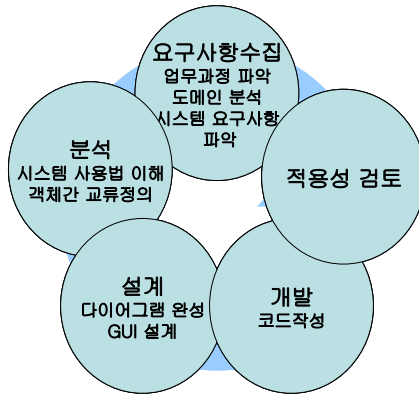 요구사항수집
업무과정 파악
도메인 분석
시스템 요구사항
파악
분석
시스템 사용법 이해
객체간 교류정의
설계
다이어그램 완성
GUI 설계
개발
코드작성
적용성 검토